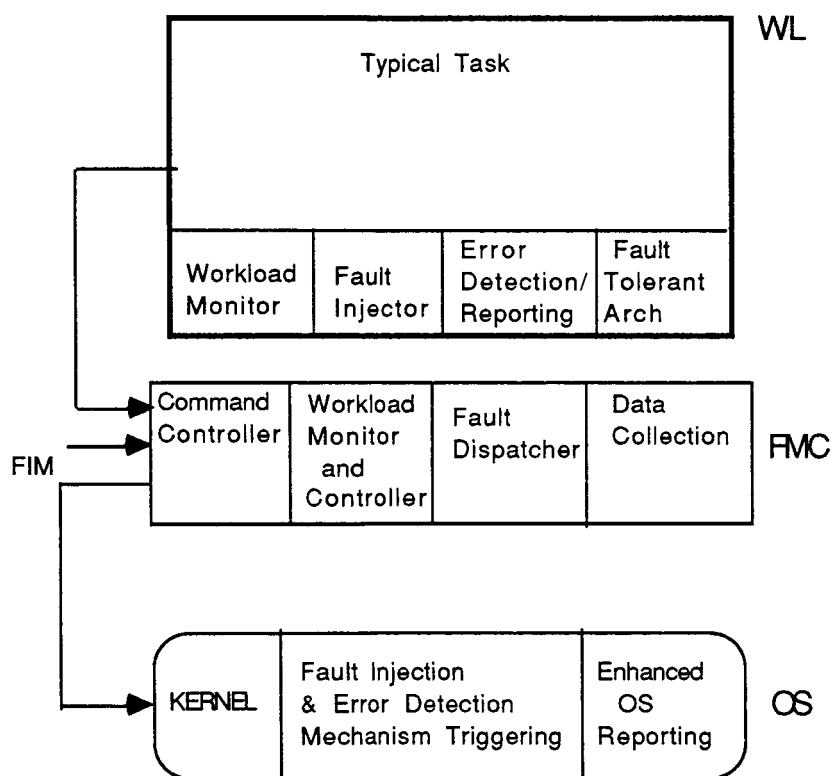 WL
Typical Task
Workload
Monitor
Fault
Injector
Error
Detection/
Reporting
Fault
Tolerant
Arch
Command
Controller
Workload
Monitor
and
Controller
Fault
Dispatcher
Data
Collection
FMC
FIM
KERNEL
Fault Injection
& Error Detection
Mechanism Triggering
Enhanced
OS
Reporting
OS